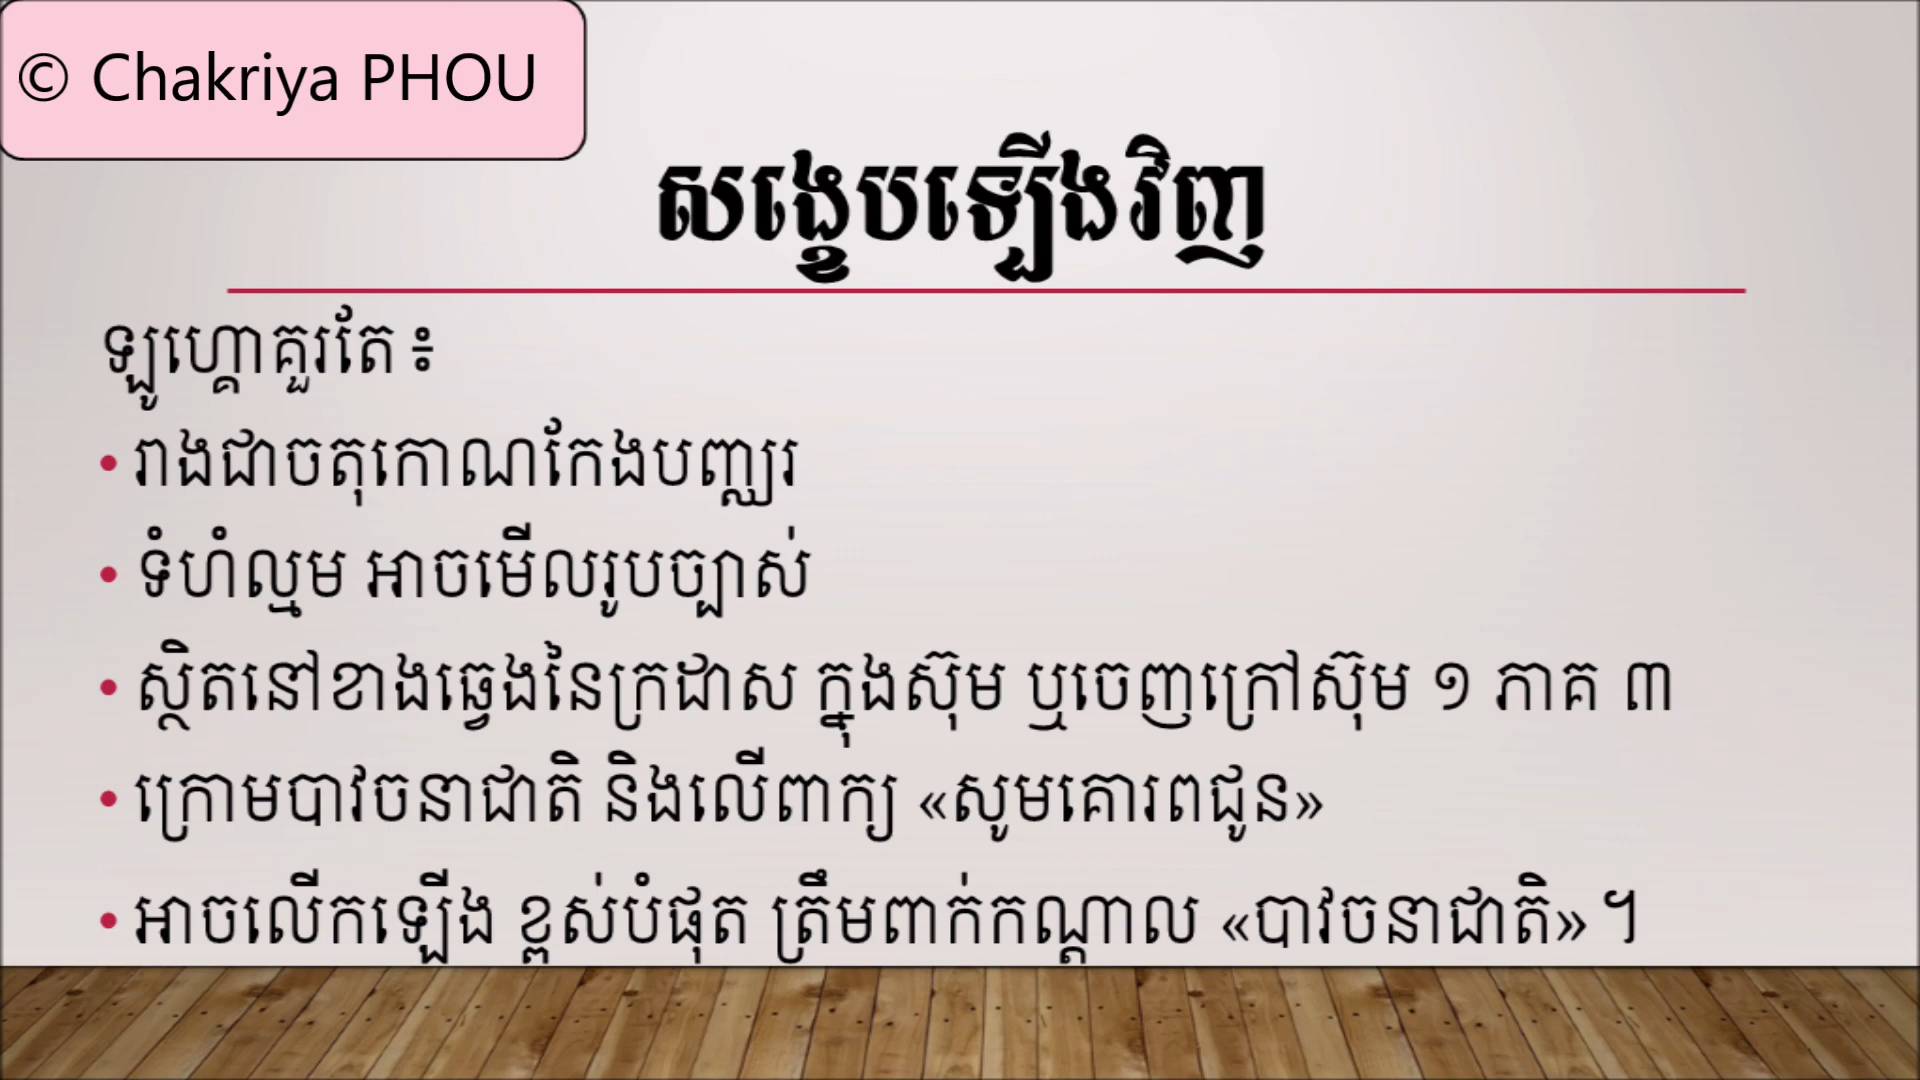 © Chakriya PHOU
សង្ខេបឡើងវិញ
ឡូហ្គោគួរតែ៖
• រាងជាចតុកោណកែងបញ្ឈរ
• ទំហំល្មម អាចមើលរូបច្បាស់
• ស្ថិតនៅខាងឆ្វេងនៃក្រដាស ក្នុងស៊ុម ឬចេញក្រៅស៊ុម ១ ភាគ ៣
• ក្រោមបាវចនាជាតិ និងលើពាក្យ «សូមគោរពជូន»
• អាចលើកឡើង ខ្ពស់បំផុត ត្រឹមពាក់កណ្ដាល «បាវចនាជាតិ»។